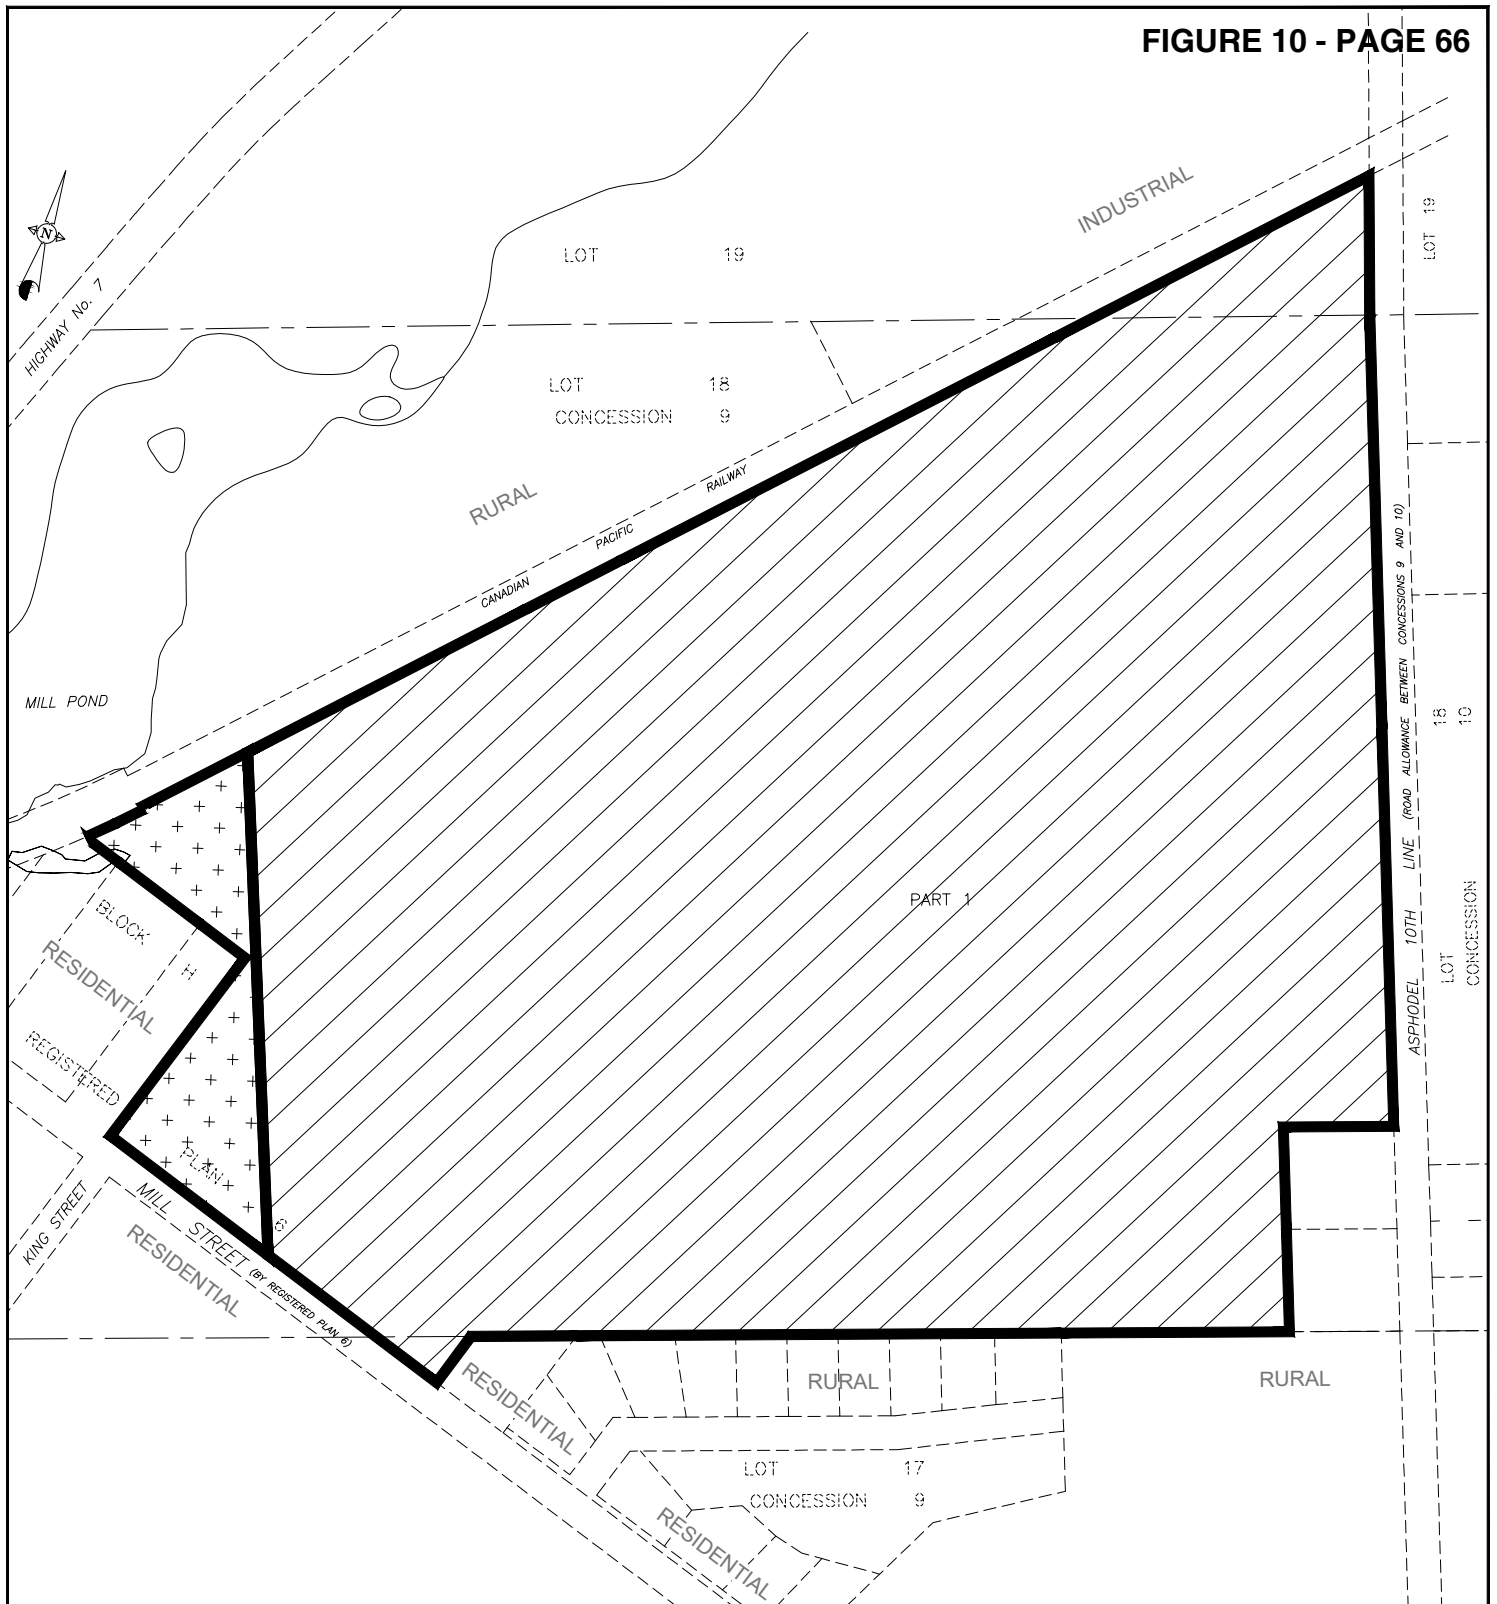 FIGURE 10 - PAGE 66
INDUSTRIAL
LOT 19
N
LOT 19
HIGHWAY No. 7
LOT 18
CONCESSION 9
RURAL
CANADIAN PACIFIC RAILWAY
MILL POND
LOT 18
CONCESSION 10
ASPHODEL 10TH LINE (ROAD ALLOWANCE BETWEEN CONCESSIONS 9 AND 10)
PART 1
BLOCK H
RESIDENTIAL
REGISTERED PLAN 6
KING STREET
MILL STREET (BY REGISTERED PLAN 6)
RESIDENTIAL
RESIDENTIAL
RURAL
RURAL
LOT 17
CONCESSION 9
RESIDENTIAL